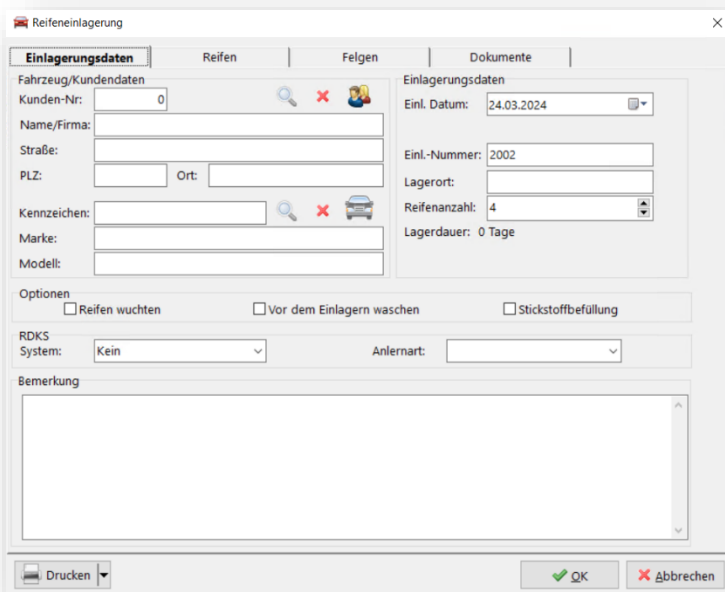 Reifeneinlagerung
Einlagerungsdaten Reifen Felgen Dokumente
Fahrzeug/Kundendaten
Kunden-Nr: 0
Name/Firma:
Straße:
PLZ: Ort:
Kennzeichen:
Marke:
Modell:
Einlagerungsdaten
Einl. Datum: 24.03.2024
Einl.-Nummer: 2002
Lagerort:
Reifenanzahl: 4
Lagerdauer: 0 Tage
Optionen
Reifen wuchten Vor dem Einlagern waschen Stickstoffbefüllung
RDKS
System: Kein Anlernart:
Bemerkung
Drucken OK Abbrechen